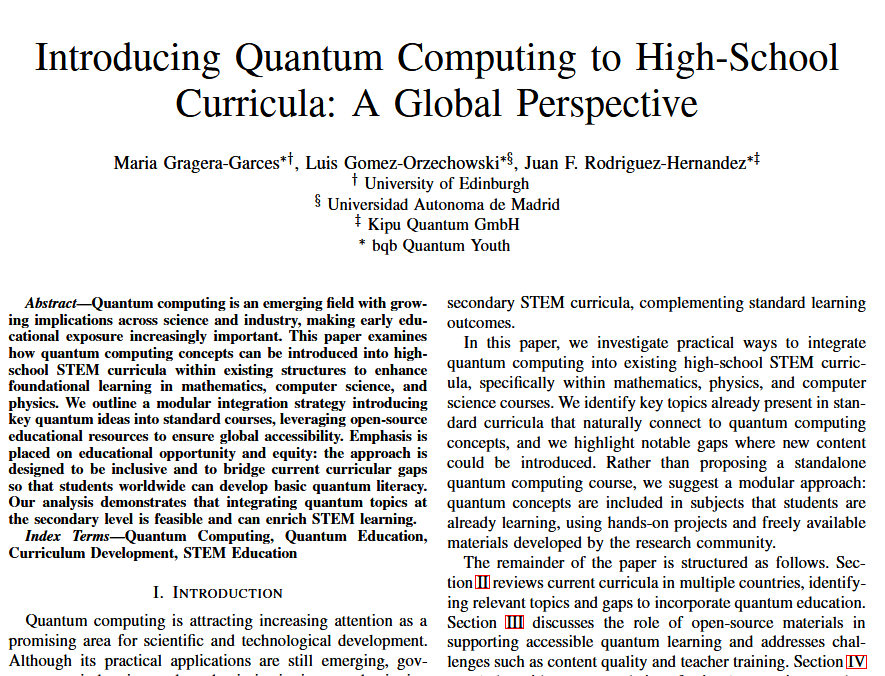 Introducing Quantum Computing to High-School
Curricula: A Global Perspective
Maria Gragera-Garces*†, Luis Gomez-Orzechowski*§, Juan F. Rodriguez-Hernandez*‡
† University of Edinburgh
§ Universidad Autonoma de Madrid
‡ Kipu Quantum GmbH
* bqb Quantum Youth
Abstract—Quantum computing is an emerging field with grow-
ing implications across science and industry, making early edu-
cational exposure increasingly important. This paper examines
how quantum computing concepts can be introduced into high-
school STEM curricula within existing structures to enhance
foundational learning in mathematics, computer science, and
physics. We outline a modular integration strategy introducing
key quantum ideas into standard courses, leveraging open-source
educational resources to ensure global accessibility. Emphasis is
placed on educational opportunity and equity: the approach is
designed to be inclusive and to bridge current curricular gaps
so that students worldwide can develop basic quantum literacy.
Our analysis demonstrates that integrating quantum topics at
the secondary level is feasible and can enrich STEM learning.
Index Terms—Quantum Computing, Quantum Education,
Curriculum Development, STEM Education
I. Introduction
Quantum computing is attracting increasing attention as a
promising area for scientific and technological development.
Although its practical applications are still emerging, gov-
secondary STEM curricula, complementing standard learning
outcomes.
In this paper, we investigate practical ways to integrate
quantum computing into existing high-school STEM curric-
ula, specifically within mathematics, physics, and computer
science courses. We identify key topics already present in stan-
dard curricula that naturally connect to quantum computing
concepts, and we highlight notable gaps where new content
could be introduced. Rather than proposing a standalone
quantum computing course, we suggest a modular approach:
quantum concepts are included in subjects that students are
already learning, using hands-on projects and freely available
materials developed by the research community.
The remainder of the paper is structured as follows. Sec-
tion II reviews current curricula in multiple countries, identify-
ing relevant topics and gaps to incorporate quantum education.
Section III discusses the role of open-source materials in
supporting accessible quantum learning and addresses chal-
lenges such as content quality and teacher training. Section IV